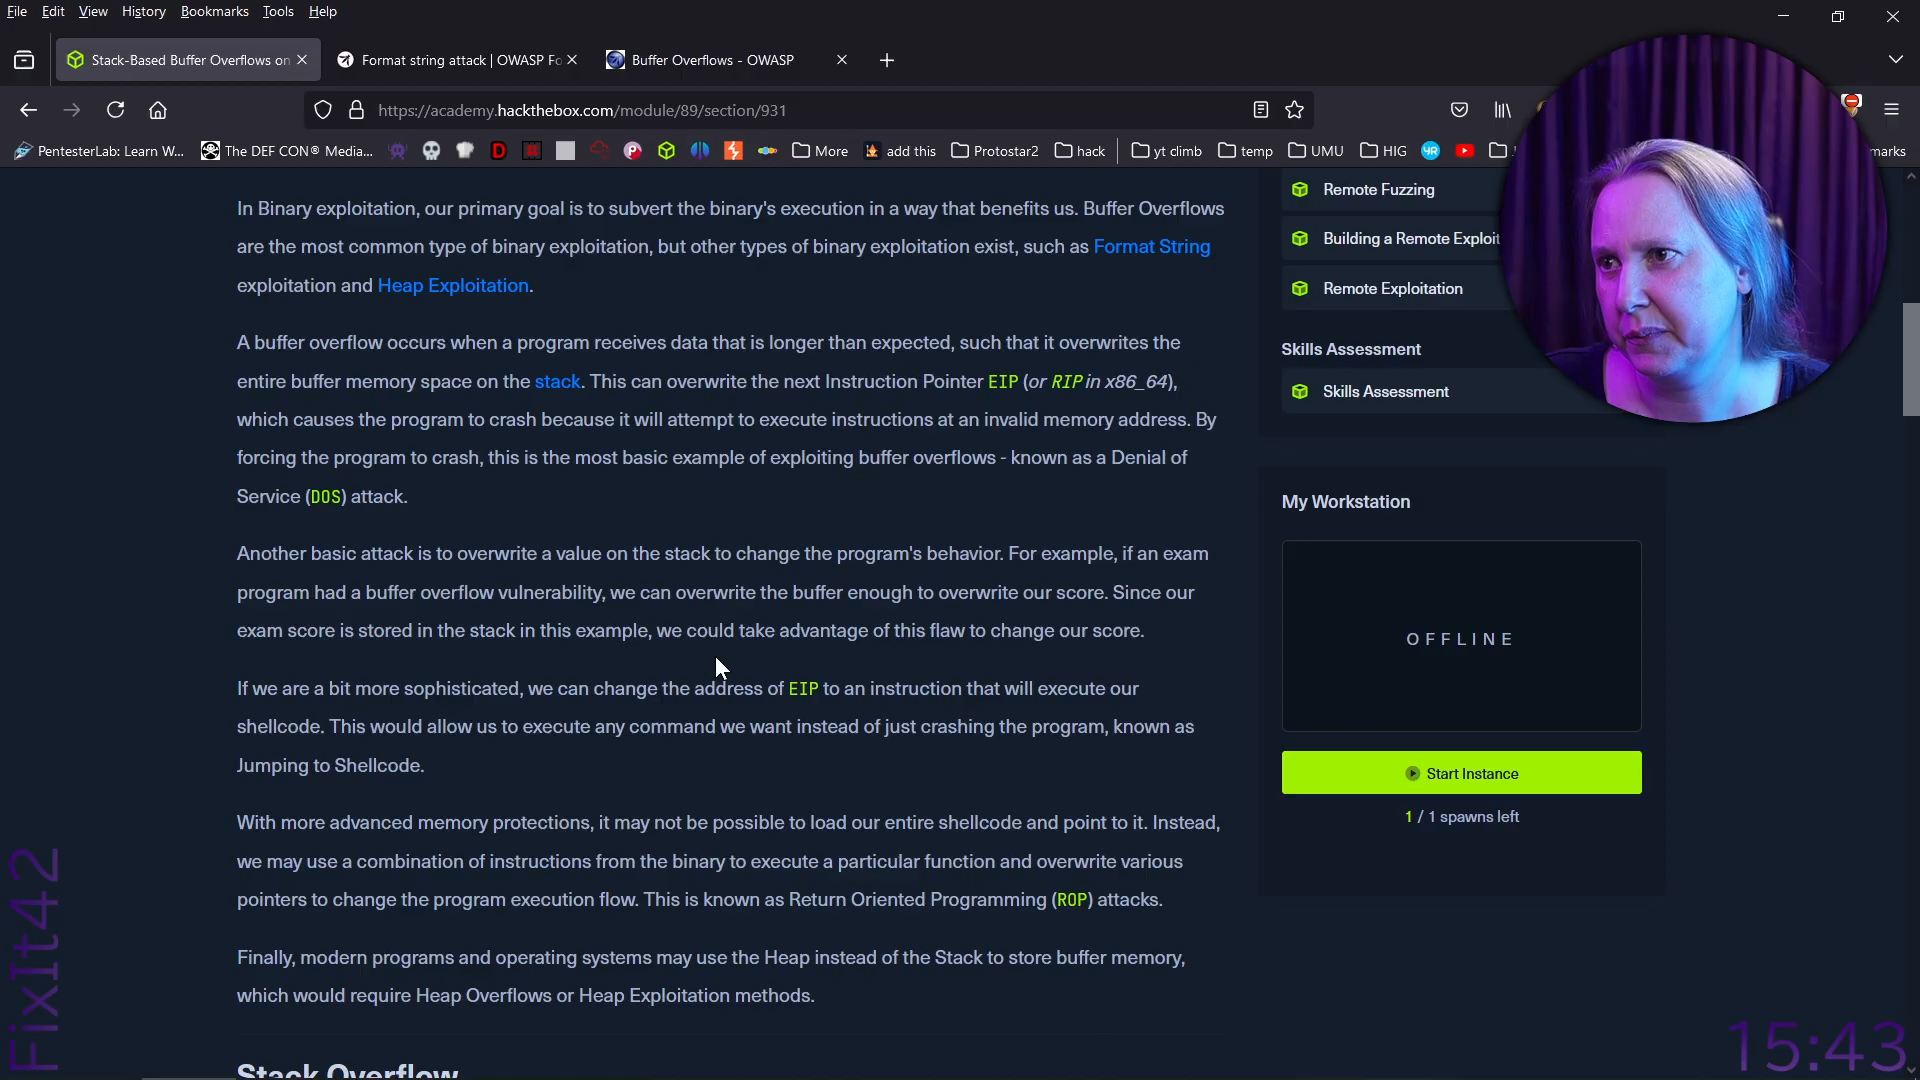 File Edit View History Bookmarks Tools Help
Stack-Based Buffer Overflows on
Format string attack | OWASP Fo
Buffer Overflows - OWASP
https://academy.hackthebox.com/module/89/section/931
PentesterLab: Learn W...
The DEF CON® Media...
More
add this
Protostar2
hack
yt climb
temp
UMU
HIG
In Binary exploitation, our primary goal is to subvert the binary's execution in a way that benefits us. Buffer Overflows
are the most common type of binary exploitation, but other types of binary exploitation exist, such as Format String
exploitation and Heap Exploitation.
A buffer overflow occurs when a program receives data that is longer than expected, such that it overwrites the
entire buffer memory space on the stack. This can overwrite the next Instruction Pointer EIP (or RIP in x86_64),
which causes the program to crash because it will attempt to execute instructions at an invalid memory address. By
forcing the program to crash, this is the most basic example of exploiting buffer overflows - known as a Denial of
Service (DOS) attack.
Another basic attack is to overwrite a value on the stack to change the program's behavior. For example, if an exam
program had a buffer overflow vulnerability, we can overwrite the buffer enough to overwrite our score. Since our
exam score is stored in the stack in this example, we could take advantage of this flaw to change our score.
If we are a bit more sophisticated, we can change the address of EIP to an instruction that will execute our
shellcode. This would allow us to execute any command we want instead of just crashing the program, known as
Jumping to Shellcode.
With more advanced memory protections, it may not be possible to load our entire shellcode and point to it. Instead,
we may use a combination of instructions from the binary to execute a particular function and overwrite various
pointers to change the program execution flow. This is known as Return Oriented Programming (ROP) attacks.
Finally, modern programs and operating systems may use the Heap instead of the Stack to store buffer memory,
which would require Heap Overflows or Heap Exploitation methods.
Stack Overflow
Remote Fuzzing
Building a Remote Exploit
Remote Exploitation
Skills Assessment
Skills Assessment
My Workstation
OFFLINE
Start Instance
1 / 1 spawns left
FixIt42
15:43